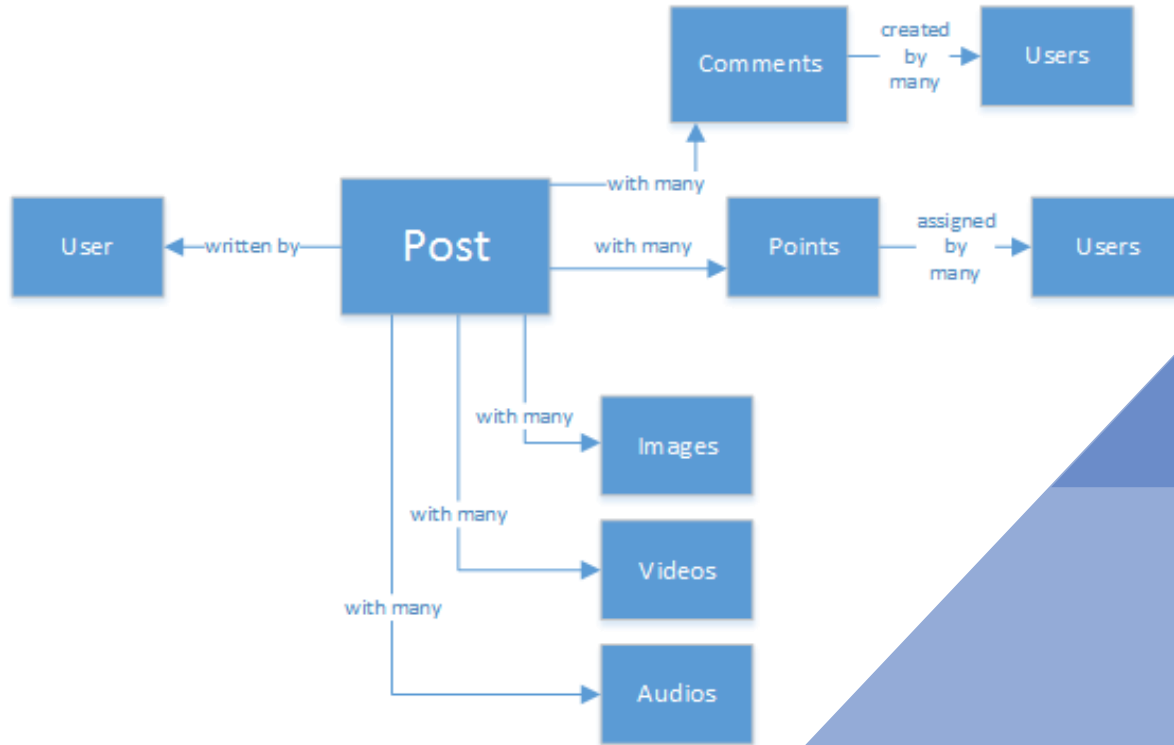 created
by
many
Comments
Users
with many
User
written by
Post
with many
Points
assigned
by
many
Users
with many
Images
with many
Videos
with many
Audios